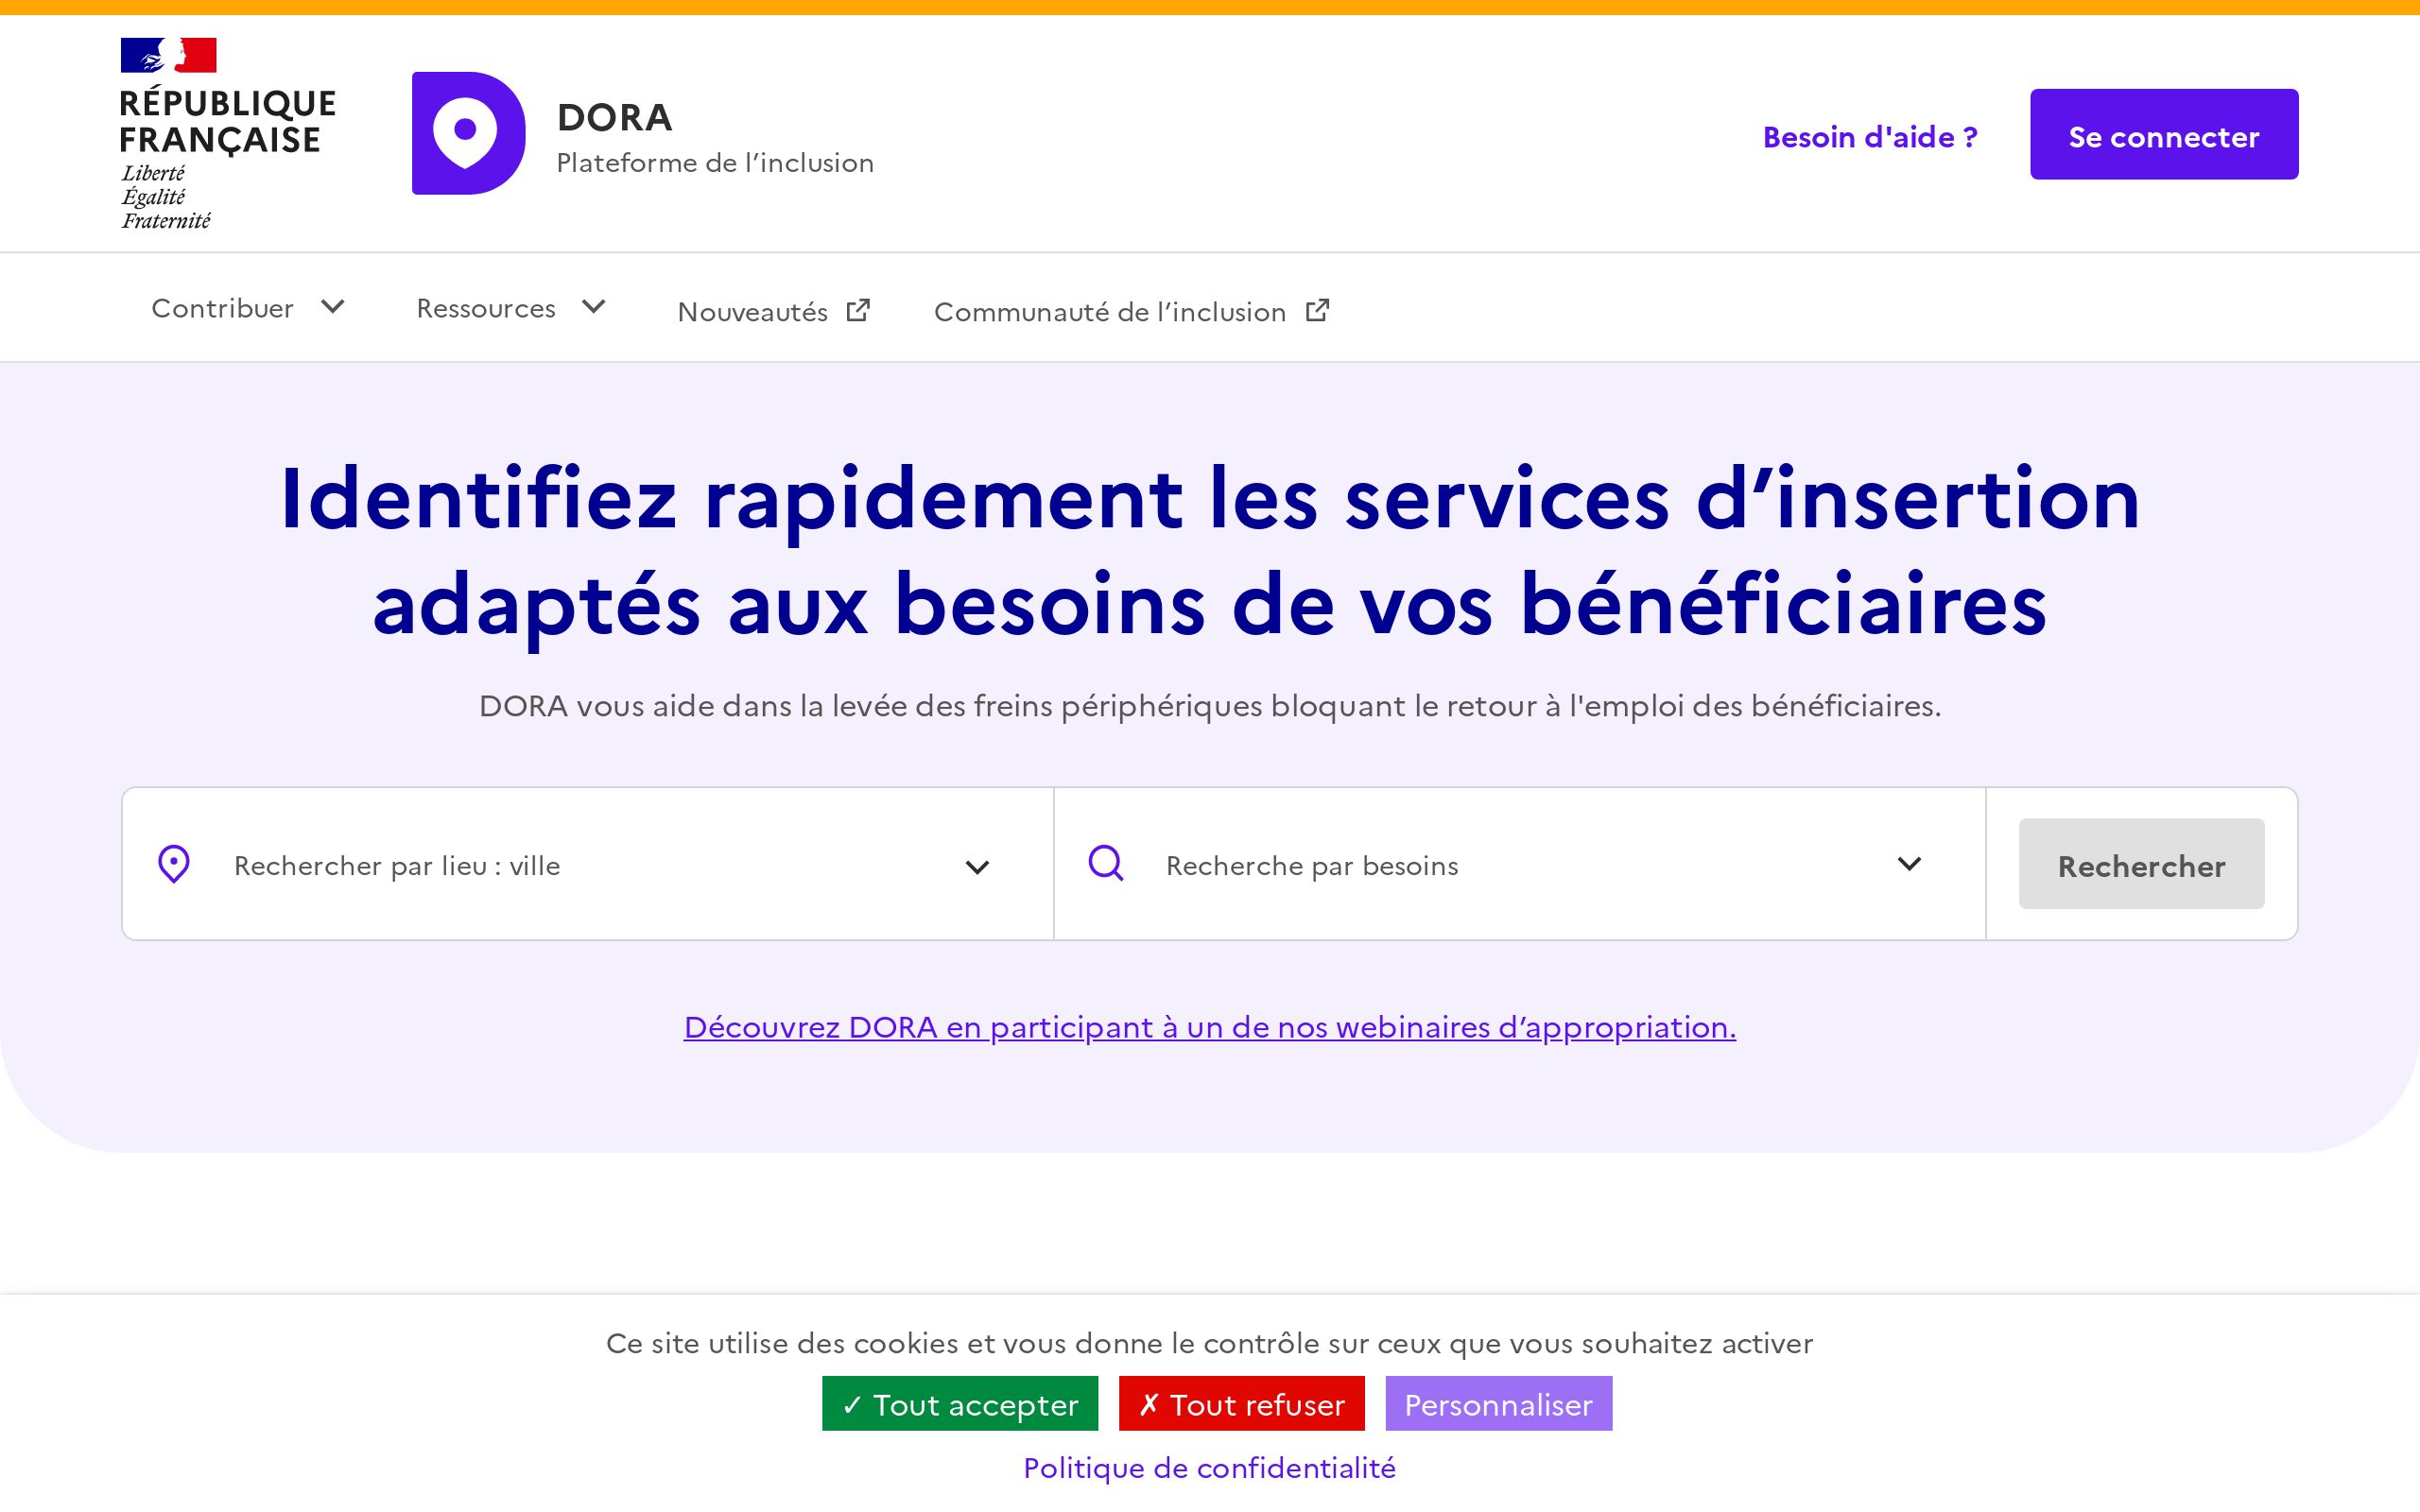 RÉPUBLIQUE
FRANÇAISE
Liberté
Égalité
Fraternité
DORA
Plateforme de l’inclusion
Besoin d'aide ?
Se connecter
Contribuer
Ressources
Nouveautés
Communauté de l’inclusion
Identifiez rapidement les services d’insertion
adaptés aux besoins de vos bénéficiaires
DORA vous aide dans la levée des freins périphériques bloquant le retour à l'emploi des bénéficiaires.
Rechercher par lieu : ville
Recherche par besoins
Rechercher
Découvrez DORA en participant à un de nos webinaires d’appropriation.
Ce site utilise des cookies et vous donne le contrôle sur ceux que vous souhaitez activer
✓ Tout accepter
✗ Tout refuser
Personnaliser
Politique de confidentialité